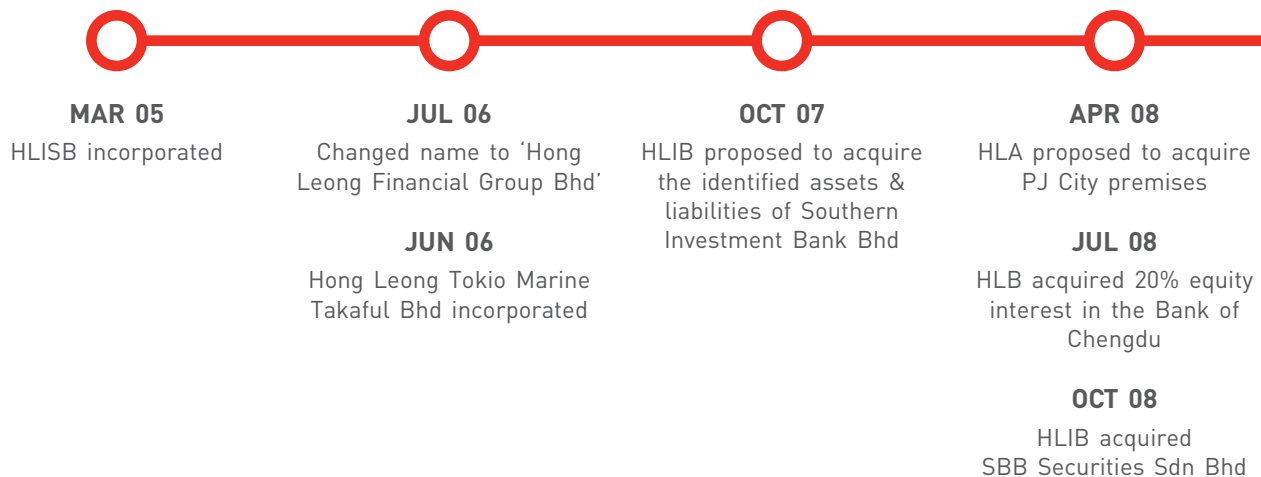 MAR 05
HLISB incorporated
JUL 06
Changed name to ‘Hong
Leong Financial Group Bhd’
JUN 06
Hong Leong Tokio Marine
Takaful Bhd incorporated
OCT 07
HLIB proposed to acquire
the identified assets &
liabilities of Southern
Investment Bank Bhd
APR 08
HLA proposed to acquire
PJ City premises
JUL 08
HLB acquired 20% equity
interest in the Bank of
Chengdu
OCT 08
HLIB acquired
SBB Securities Sdn Bhd